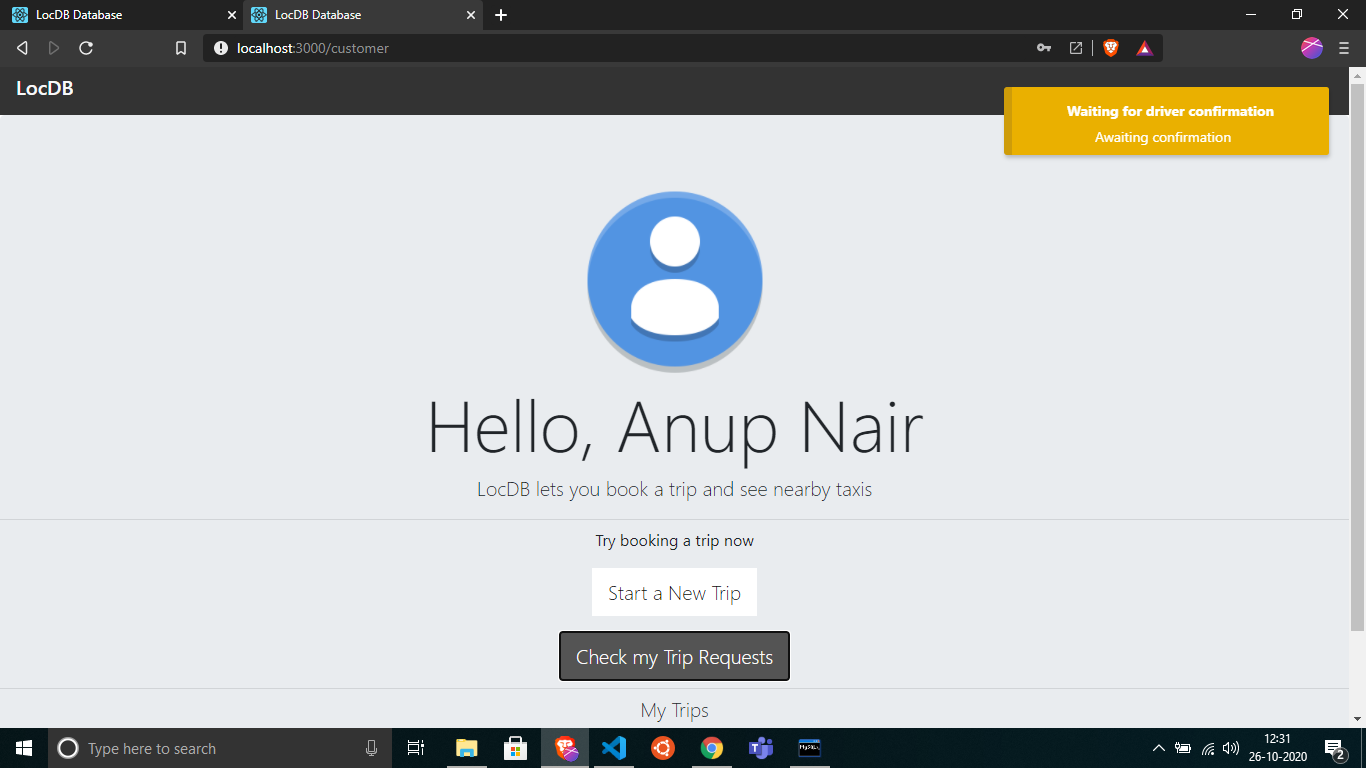 LocDB Database
LocDB Database
localhost:3000/customer
LocDB
Waiting for driver confirmation
Awaiting confirmation
Hello, Anup Nair
LocDB lets you book a trip and see nearby taxis
Try booking a trip now
Start a New Trip
Check my Trip Requests
My Trips
Type here to search
MySQL
12:31
26-10-2020
2